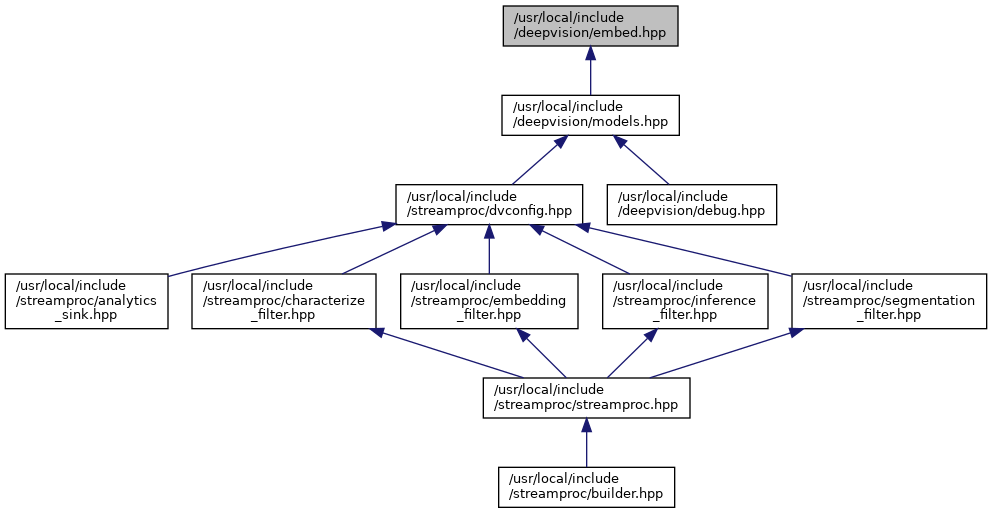 /usr/local/include
/deepvision/embed.hpp
/usr/local/include
/deepvision/models.hpp
/usr/local/include
/streamproc/dvconfig.hpp
/usr/local/include
/deepvision/debug.hpp
/usr/local/include
/streamproc/analytics
_sink.hpp
/usr/local/include
/streamproc/characterize
_filter.hpp
/usr/local/include
/streamproc/embedding
_filter.hpp
/usr/local/include
/streamproc/inference
_filter.hpp
/usr/local/include
/streamproc/segmentation
_filter.hpp
/usr/local/include
/streamproc/streamproc.hpp
/usr/local/include
/streamproc/builder.hpp